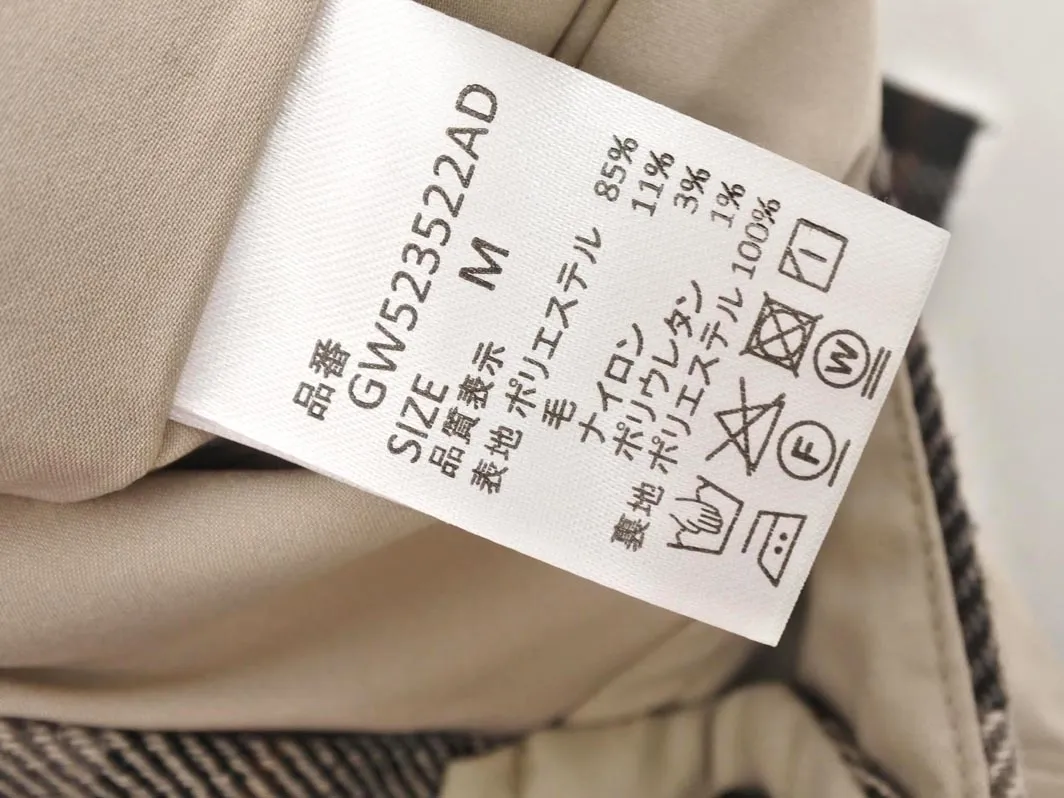 品番
GW523522AD
SIZE M
品質表示
表地 ポリエステル 85%
毛 11%
ナイロン 3%
ポリウレタン 1%
裏地 ポリエステル 100%
W
F